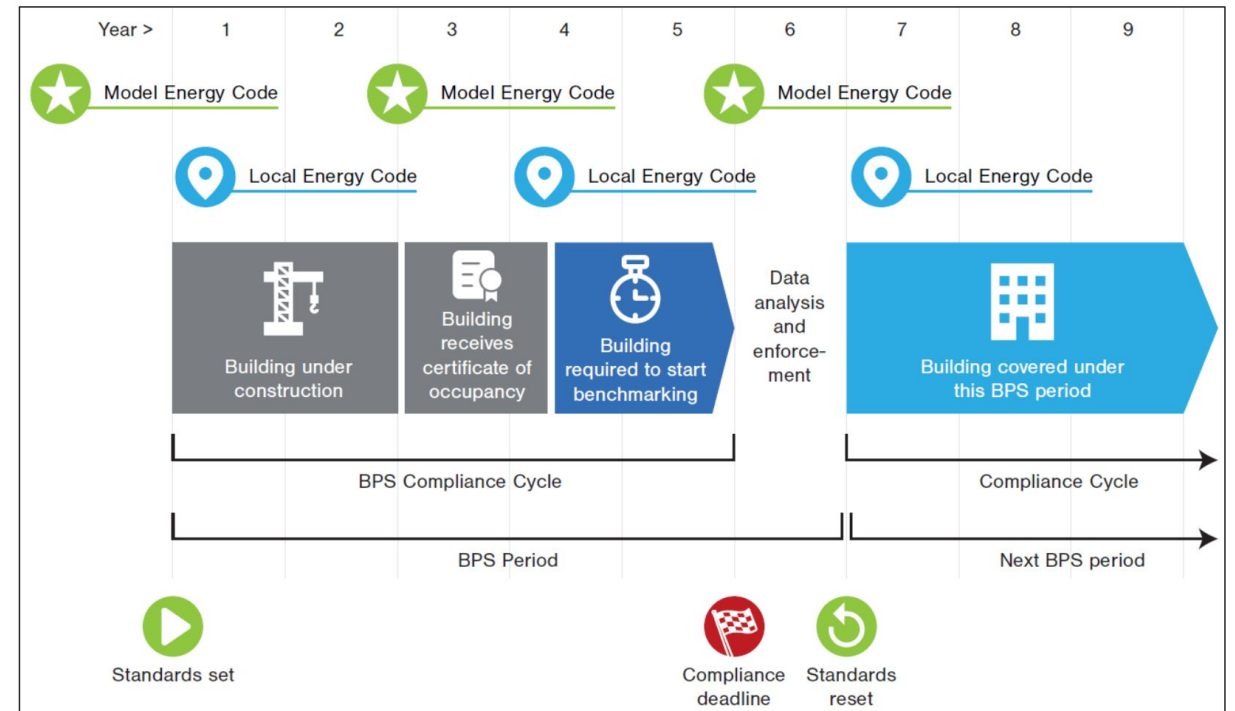 Year > 1 2 3 4 5 6 7 8 9
Model Energy Code Model Energy Code Model Energy Code
Local Energy Code Local Energy Code Local Energy Code
Building under
construction
Building
receives
certificate of
occupancy
Building
required to start
benchmarking
Data
analysis
and
enforce-
ment
Building covered under
this BPS period
BPS Compliance Cycle Compliance Cycle
BPS Period Next BPS period
Standards set
Compliance
deadline
Standards
reset